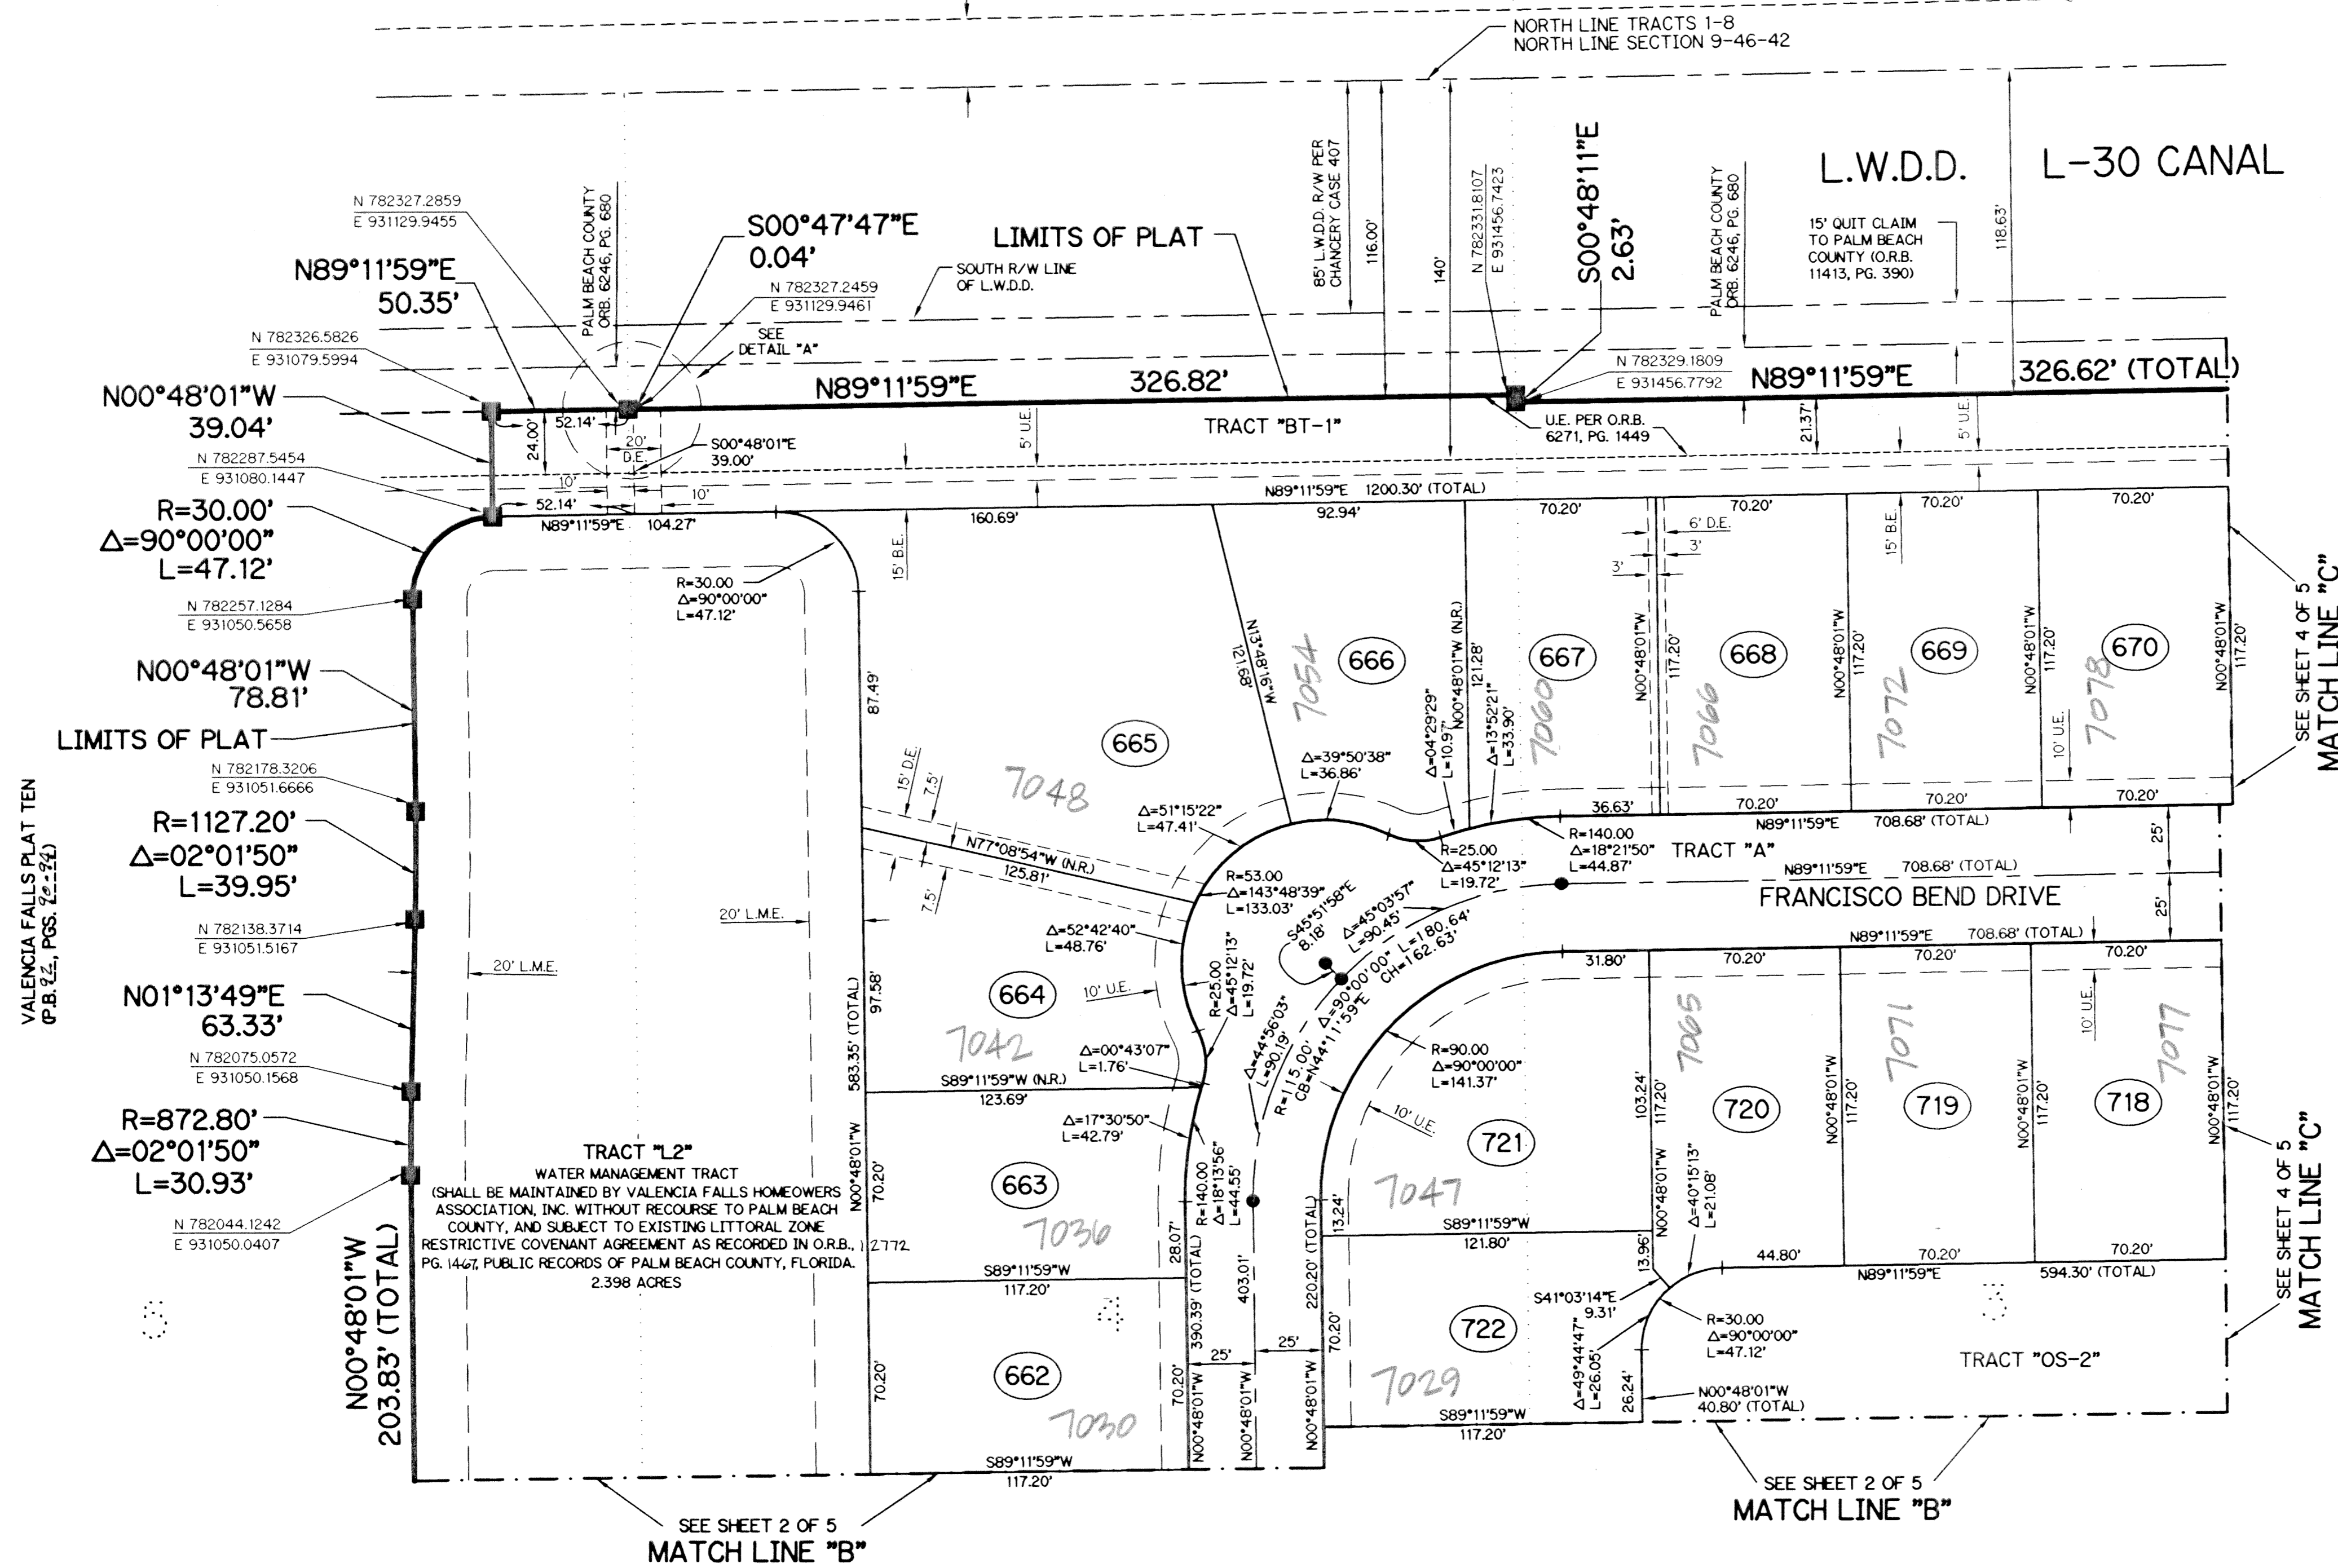 NORTH LINE TRACTS 1-8
NORTH LINE SECTION 9-46-42
L.W.D.D.
L-30 CANAL
85' L.W.D.D. R/W PER
CHANCERY CASE 407
116.00'
140'
N 782331.8107
E 931456.7423
S00°48'11"E
2.63'
PALM BEACH COUNTY
ORB. 6246, PG. 680
15' QUIT CLAIM
TO PALM BEACH
COUNTY (O.R.B.
11413, PG. 390)
118.63'
N 782327.2859
E 931129.9455
PALM BEACH COUNTY
ORB. 6246, PG. 680
S00°47'47"E
0.04'
LIMITS OF PLAT
SOUTH R/W LINE
OF L.W.D.D.
N89°11'59"E
50.35'
N 782327.2459
E 931129.9461
SEE
DETAIL "A"
N 782326.5826
E 931079.5994
N 782329.1809
E 931456.7792
N89°11'59"E
326.82'
N89°11'59"E
326.62' (TOTAL)
N00°48'01"W
39.04'
24.00'
52.14'
20'
D.E.
S00°48'01"E
39.00'
5' U.E.
TRACT "BT-1"
U.E. PER O.R.B.
6271, PG. 1449
21.37'
5' U.E.
N 782287.5454
E 931080.1447
10'
10'
52.14'
N89°11'59"E
104.27'
N89°11'59"E 1200.30' (TOTAL)
160.69'
92.94'
70.20'
70.20'
70.20'
70.20'
R=30.00'
Δ=90°00'00"
L=47.12'
R=30.00
Δ=90°00'00"
L=47.12'
15' B.E.
6' D.E.
3'
3'
15' B.E.
N 782257.1284
E 931050.5658
N00°48'01"W
78.81'
LIMITS OF PLAT
87.49'
N13°48'16"W
121.68'
7054
666
N00°48'01"W (N.R.)
121.28'
667
7060
N00°48'01"W
117.20'
668
7066
N00°48'01"W
117.20'
669
7072
N00°48'01"W
117.20'
670
7078
N00°48'01"W
117.20'
SEE SHEET 4 OF 5
MATCH LINE "C"
665
7048
15' D.E.
7.5'
7.5'
Δ=39°50'38"
L=36.86'
Δ=04°29'29"
L=10.97'
Δ=13°52'21"
L=33.90'
10' U.E.
N 782178.3206
E 931051.6666
VALENCIA FALLS PLAT TEN
Δ=51°15'22"
L=47.41'
36.63'
70.20'
70.20'
70.20'
N89°11'59"E 708.68' (TOTAL)
R=1127.20'
Δ=02°01'50"
L=39.95'
N77°08'54"W (N.R.)
125.81'
R=25.00
Δ=45°12'13"
L=19.72'
R=140.00
Δ=18°21'50"
L=44.87'
TRACT "A"
N89°11'59"E 708.68' (TOTAL)
FRANCISCO BEND DRIVE
25'
25'
R=53.00
Δ=143°48'39"
L=133.03'
N 782138.3714
E 931051.5167
20' L.M.E.
20' L.M.E.
Δ=52°42'40"
L=48.76'
S45°51'58"E
8.18'
Δ=45°03'57"
L=90.45'
N89°11'59"E 708.68' (TOTAL)
31.80'
70.20'
70.20'
70.20'
N01°13'49"E
63.33'
664
7042
10' U.E.
R=25.00
Δ=45°12'13"
L=19.72'
Δ=44°56'03"
L=90.19'
R=115.00'
Δ=90°00'00" L=180.64'
CB=N44°11'59"E CH=162.63'
583.35' (TOTAL)
97.58'
Δ=00°43'07"
L=1.76'
R=90.00
Δ=90°00'00"
L=141.37'
10' U.E.
7065
7071
10' U.E.
7077
N 782075.0572
E 931050.1568
S89°11'59"W (N.R.)
123.69'
R=872.80'
Δ=02°01'50"
L=30.93'
Δ=17°30'50"
L=42.79'
103.24'
117.20'
720
N00°48'01"W
117.20'
719
N00°48'01"W
117.20'
718
N00°48'01"W
117.20'
721
7047
TRACT "L2"
WATER MANAGEMENT TRACT
(SHALL BE MAINTAINED BY VALENCIA FALLS HOMEOWERS
ASSOCIATION, INC. WITHOUT RECOURSE TO PALM BEACH
COUNTY, AND SUBJECT TO EXISTING LITTORAL ZONE
RESTRICTIVE COVENANT AGREEMENT AS RECORDED IN O.R.B., 12772
PG. 1467, PUBLIC RECORDS OF PALM BEACH COUNTY, FLORIDA.
2.398 ACRES
N00°48'01"W
70.20'
663
7036
R=140.00
Δ=18°13'56"
L=44.55'
13.24'
N00°48'01"W
Δ=40°15'13"
L=21.08'
N 782044.1242
E 931050.0407
S89°11'59"W
121.80'
S89°11'59"W
117.20'
28.07'
390.39' (TOTAL)
403.01'
220.20' (TOTAL)
13.96'
44.80'
70.20'
70.20'
N89°11'59"E
594.30' (TOTAL)
SEE SHEET 4 OF 5
MATCH LINE "C"
N00°48'01"W
203.83' (TOTAL)
3
4
3
S41°03'14"E
9.31'
722
7029
R=30.00
Δ=90°00'00"
L=47.12'
TRACT "OS-2"
25'
25'
70.20'
662
7030
70.20'
70.20'
N00°48'01"W
N00°48'01"W
N00°48'01"W
Δ=49°44'47"
L=26.05'
26.24'
N00°48'01"W
40.80' (TOTAL)
S89°11'59"W
117.20'
S89°11'59"W
117.20'
SEE SHEET 2 OF 5
MATCH LINE "B"
SEE SHEET 2 OF 5
MATCH LINE "B"